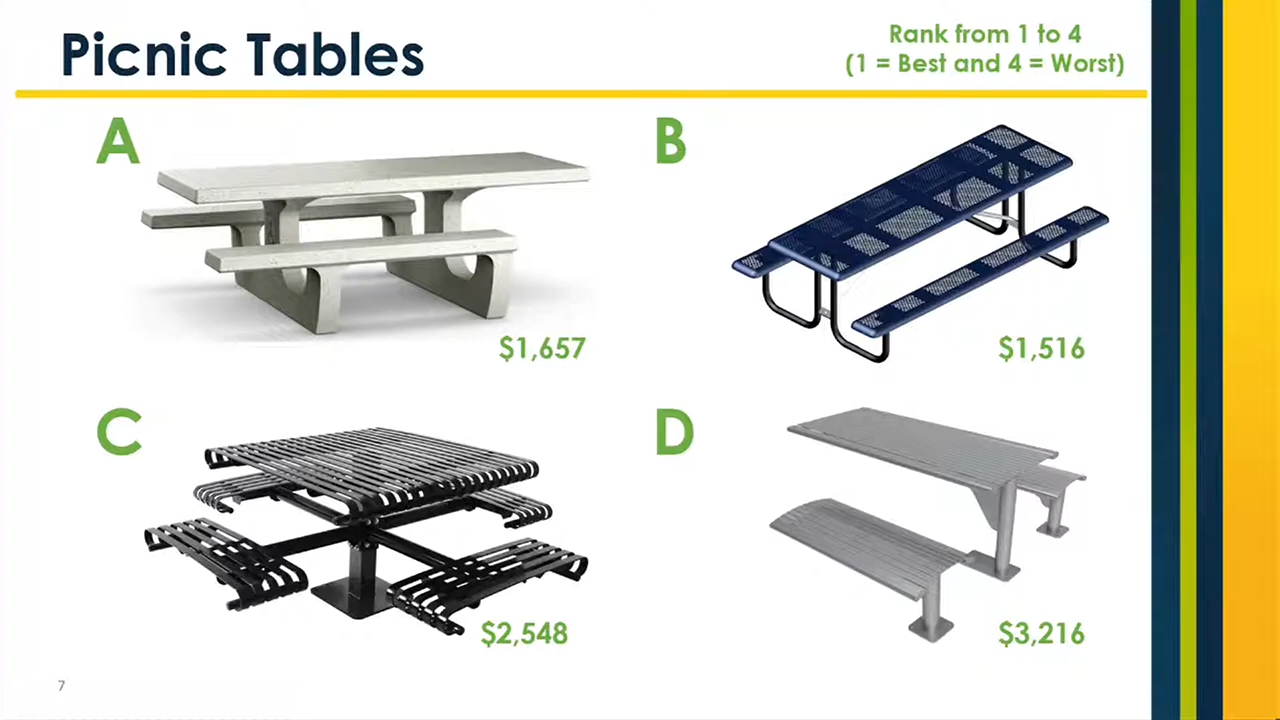 Picnic Tables
Rank from 1 to 4
(1 = Best and 4 = Worst)
A
$1,657
B
$1,516
C
$2,548
D
$3,216
7